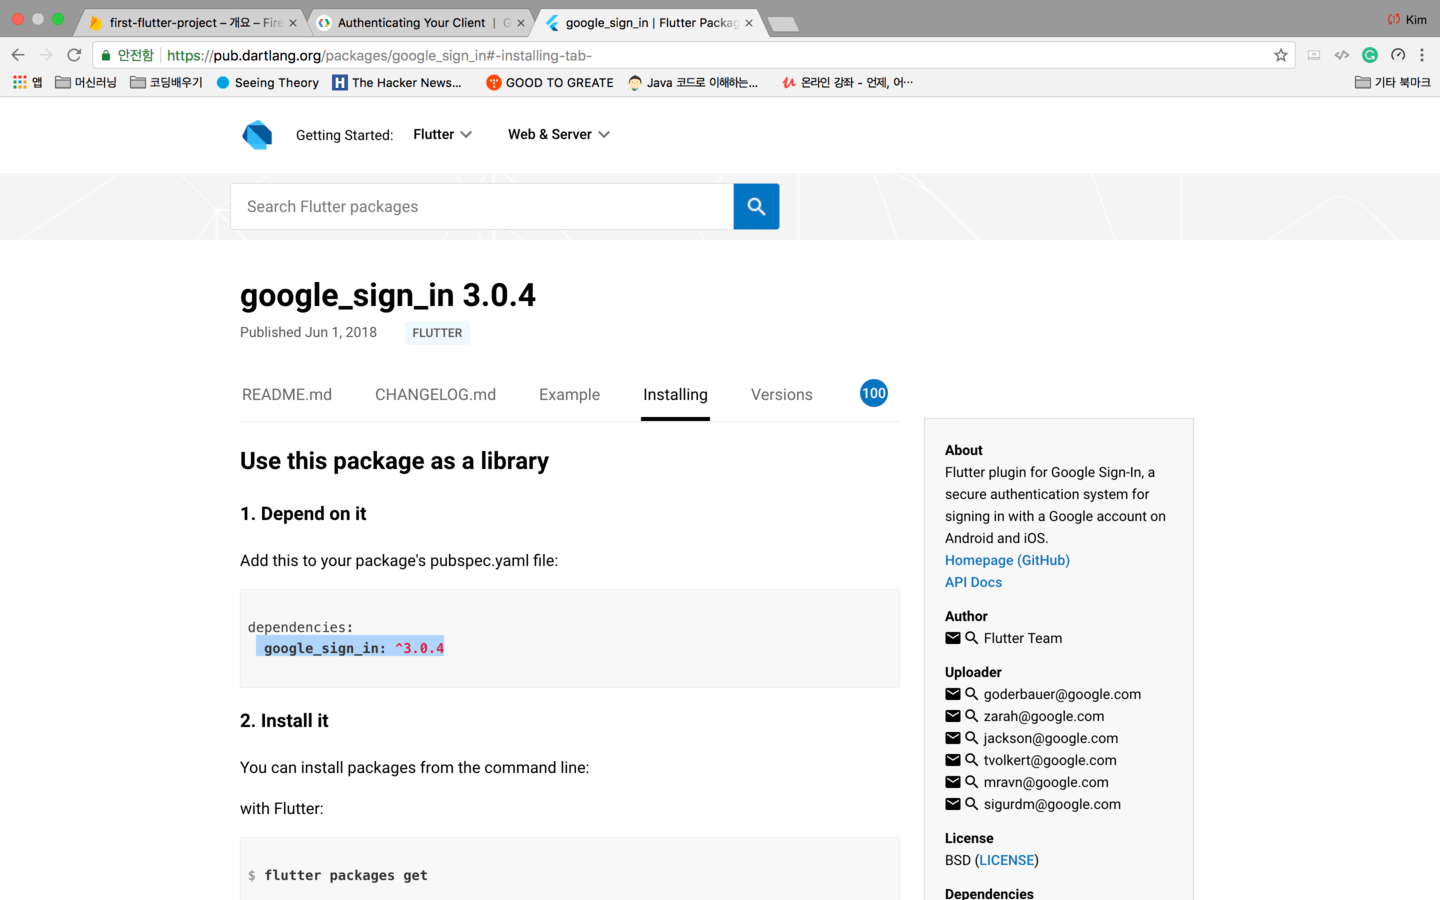 first-flutter-project – 개요 – Fire
Authenticating Your Client | G
google_sign_in | Flutter Packag
Kim
안전함 https://pub.dartlang.org/packages/google_sign_in#-installing-tab-
앱 머신러닝 코딩배우기 Seeing Theory The Hacker News... GOOD TO GREATE Java 코드로 이해하는... 온라인 강좌 - 언제, 어... 기타 북마크
Getting Started: Flutter Web & Server
Search Flutter packages
google_sign_in 3.0.4
Published Jun 1, 2018 FLUTTER
README.md CHANGELOG.md Example Installing Versions 100
Use this package as a library
1. Depend on it
Add this to your package's pubspec.yaml file:
dependencies:
google_sign_in: ^3.0.4
2. Install it
You can install packages from the command line:
with Flutter:
$ flutter packages get
About
Flutter plugin for Google Sign-In, a
secure authentication system for
signing in with a Google account on
Android and iOS.
Homepage (GitHub)
API Docs
Author
Flutter Team
Uploader
goderbauer@google.com
zarah@google.com
jackson@google.com
tvolkert@google.com
mravn@google.com
sigurdm@google.com
License
BSD (LICENSE)
Dependencies